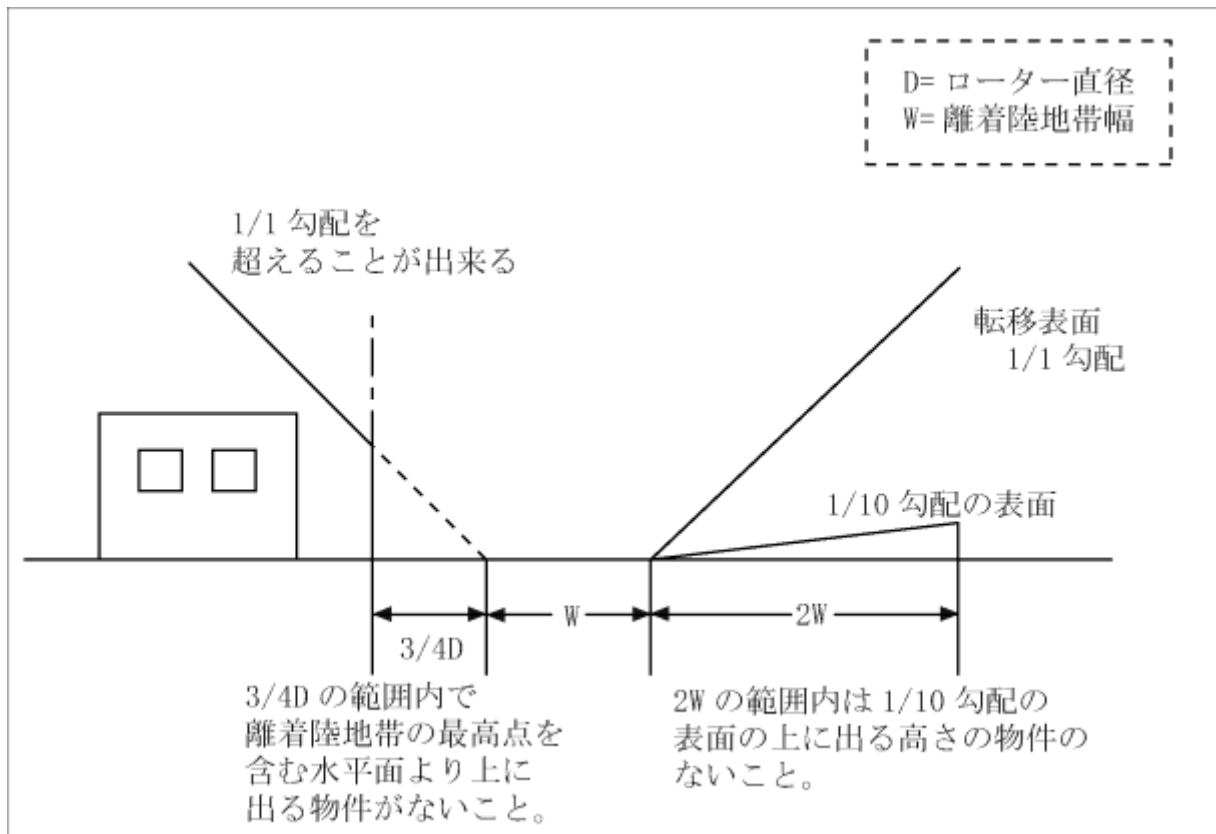 D= ローター直径
W= 離着陸地帯幅
1/1 勾配を
超えることが出来る
転移表面
1/1 勾配
1/10 勾配の表面
3/4D
W
2W
3/4D の範囲内で
離着陸地帯の最高点を
含む水平面より上に
出る物件がないこと。
2W の範囲内は 1/10 勾配の
表面の上に出る高さの物件の
ないこと。